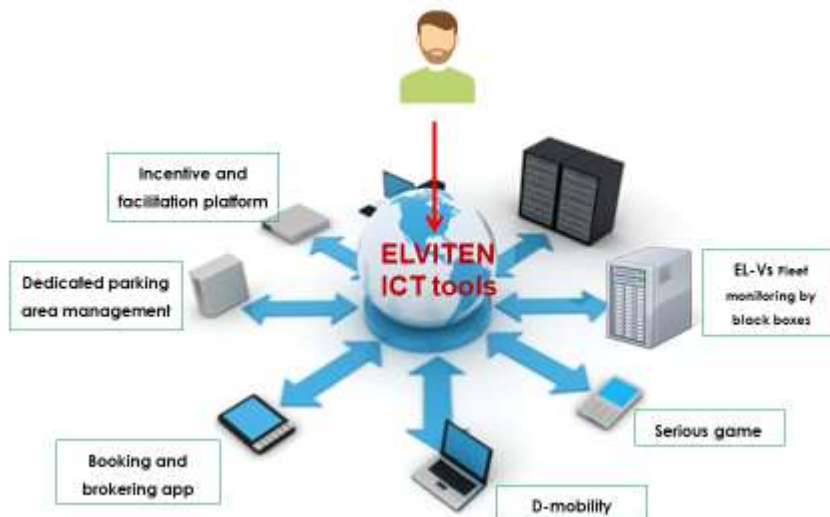 Incentive and
facilitation platform
ELVITEN
ICT tools
Dedicated parking
area management
EL-Vs Fleet
monitoring by
black boxes
Booking and
brokering app
Serious game
D-mobility